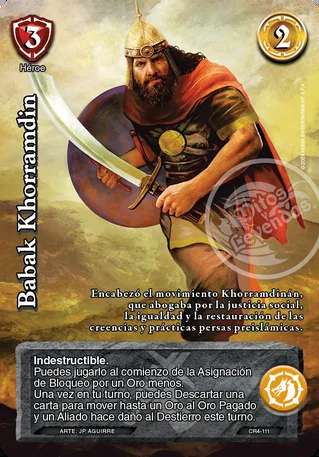 3
Héroe
2
Babak Khorramdin
Mitos y
Leyendas
Encabezó el movimiento Khorramdinán,
que abogaba por la justicia social,
la igualdad y la restauración de las
creencias y prácticas persas preislámicas.
Indestructible.
Puedes jugarlo al comienzo de la Asignación
de Bloqueo por un Oro menos.
Una vez en tu turno, puedes Descartar una
carta para mover hasta un Oro al Oro Pagado
y un Aliado hace daño al Destierro este turno.
ARTE: JP AGUIRRE
CR4-111